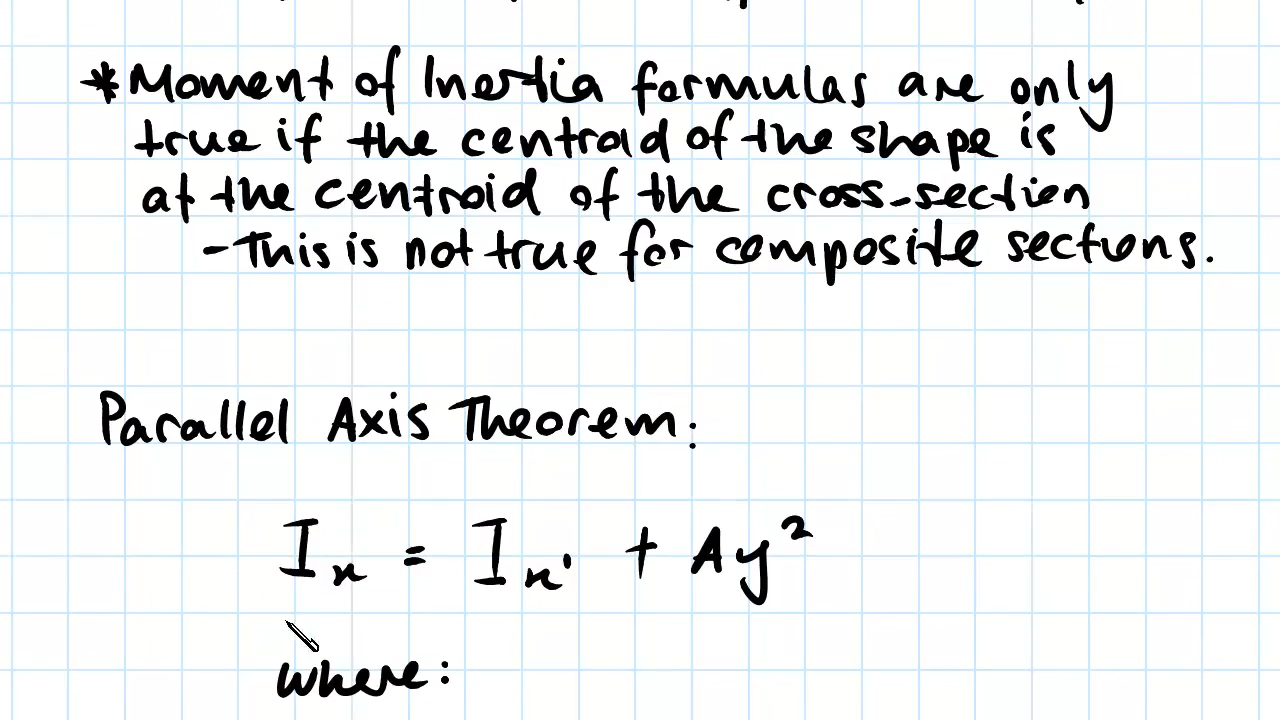 *Moment of Inertia formulas are only
true if the centroid of the shape is
at the centroid of the cross-section
- This is not true for composite sections.
Parallel Axis Theorem:
Iₓ = Iₓ' + Ay²
where: